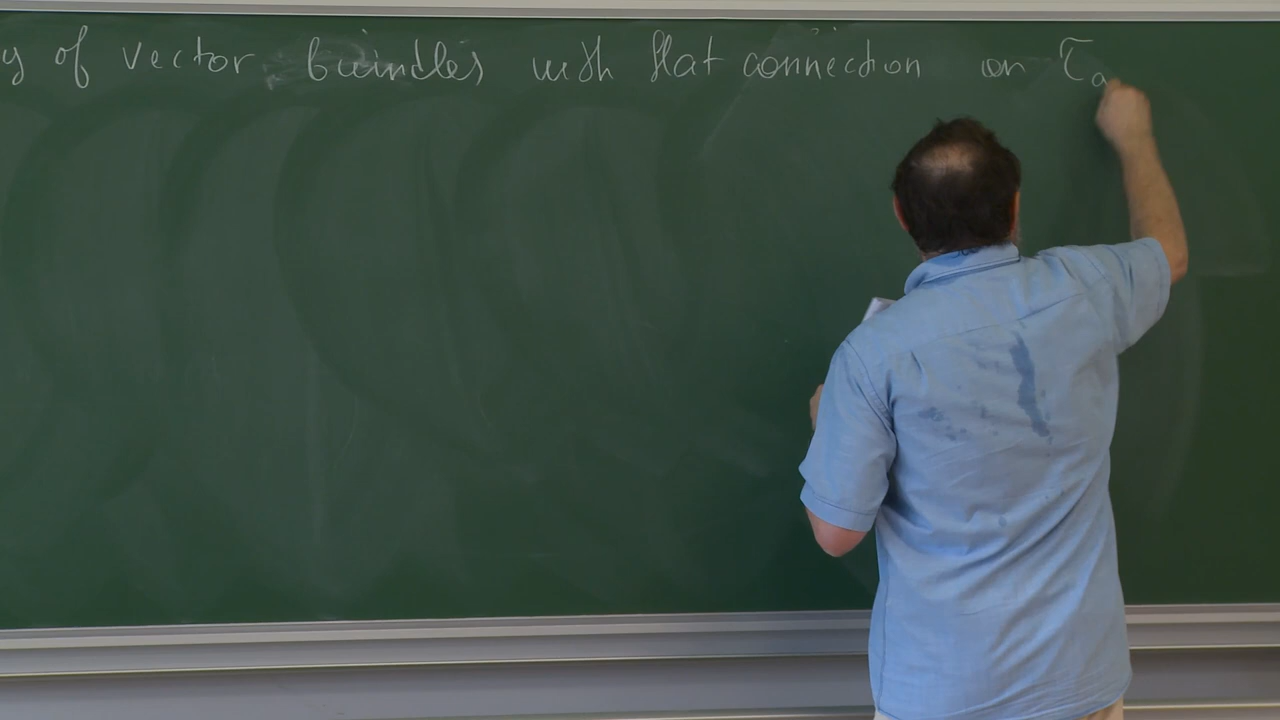 y of vector bundles with flat connection on τ̄a